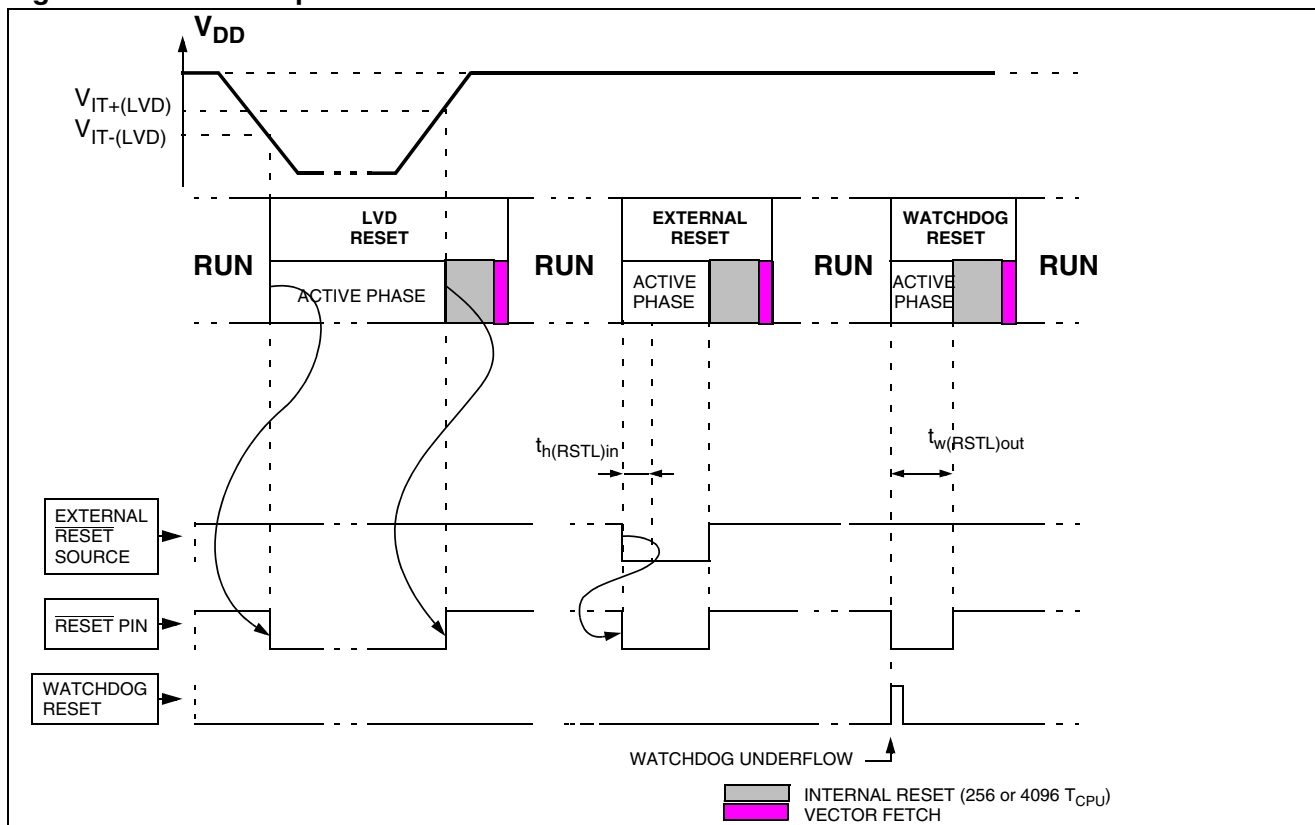 V_DD
V_IT+(LVD)
V_IT-(LVD)
LVD
RESET
EXTERNAL
RESET
WATCHDOG
RESET
RUN
RUN
RUN
RUN
ACTIVE PHASE
ACTIVE
PHASE
ACTIVE
PHASE
t_h(RSTL)in
t_w(RSTL)out
EXTERNAL
RESET
SOURCE
RESET PIN
WATCHDOG
RESET
WATCHDOG UNDERFLOW
INTERNAL RESET (256 or 4096 T_CPU)
VECTOR FETCH